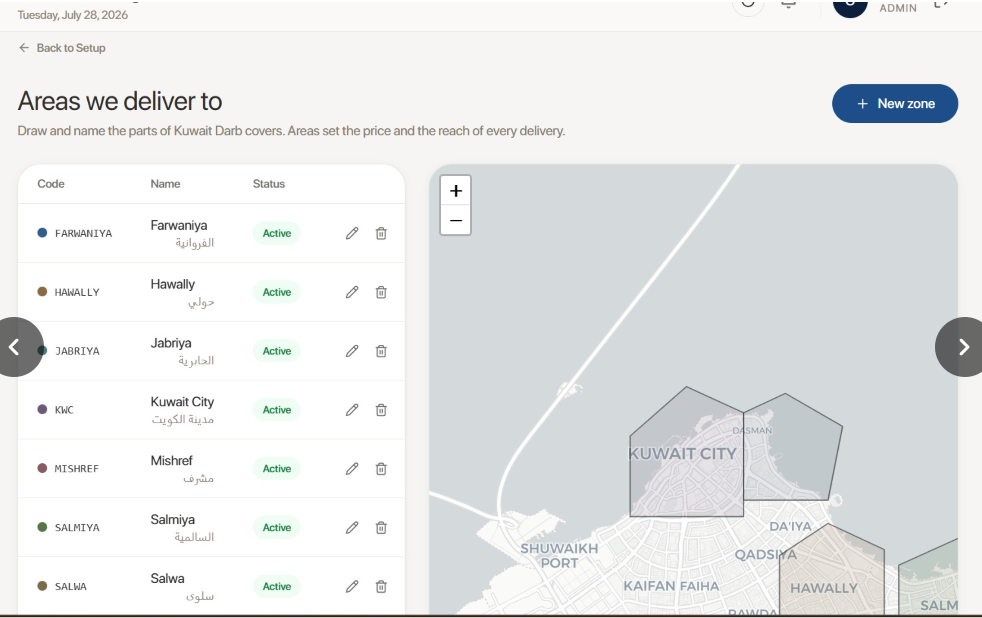 Tuesday, July 28, 2026
ADMIN
← Back to Setup
Areas we deliver to
+ New zone
Draw and name the parts of Kuwait Darb covers. Areas set the price and the reach of every delivery.
Code Name Status
FARWANIYA Farwaniya Active
الفروانية
HAWALLY Hawally Active
حولي
JABRIYA Jabriya Active
الجابرية
KWC Kuwait City Active
مدينة الكويت
MISHREF Mishref Active
مشرف
SALMIYA Salmiya Active
السالمية
SALWA Salwa Active
سلوى
+
−
DASMAN
KUWAIT CITY
DA'IYA
SHUWAIKH
PORT
QADSIYA
KAIFAN FAIHA
HAWALLY
SALM
RAWDA